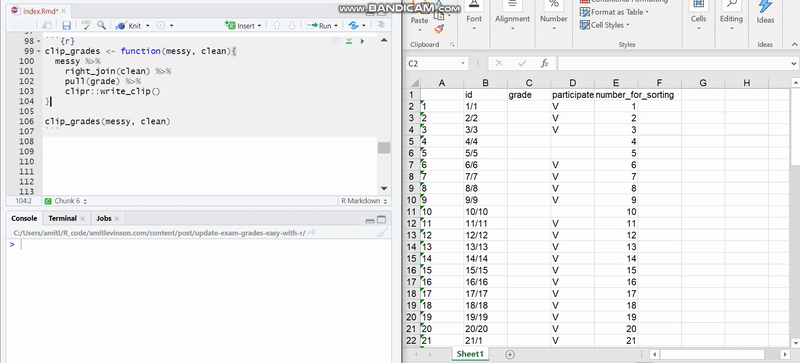 WWW.BANDICAM.COM
index.Rmd*
ABC
Knit
Insert
Run
98 ```{r}
99 clip_grades <- function(messy, clean){
100 messy %>%
101 right_join(clean) %>%
102 pull(grade) %>%
103 clipr::write_clip()
104 }
105
106 clip_grades(messy, clean)
107 ```
108
109
110
111
112
113
104:2 Chunk 6 R Markdown
Console Terminal Jobs
C:/Users/amitl/R_code/amitlevinson.com/content/post/update-exam-grades-easy-with-r/
>
Paste Font Alignment Number Format as Table Cells Editing Ideas
Cell Styles
Clipboard Styles Ideas
C2 fx
A B C D E F G H
1 id grade participate number_for_sorting
2 1 1/1 V 1
3 2 2/2 V 2
4 3 3/3 V 3
5 4 4/4 4
6 5 5/5 5
7 6 6/6 V 6
8 7 7/7 V 7
9 8 8/8 V 8
10 9 9/9 V 9
11 10 10/10 10
12 11 11/11 V 11
13 12 12/12 V 12
14 13 13/13 V 13
15 14 14/14 V 14
16 15 15/15 V 15
17 16 16/16 V 16
18 17 17/17 V 17
19 18 18/18 V 18
20 19 19/19 V 19
21 20 20/20 V 20
22 21 21/1 V 21
Sheet1